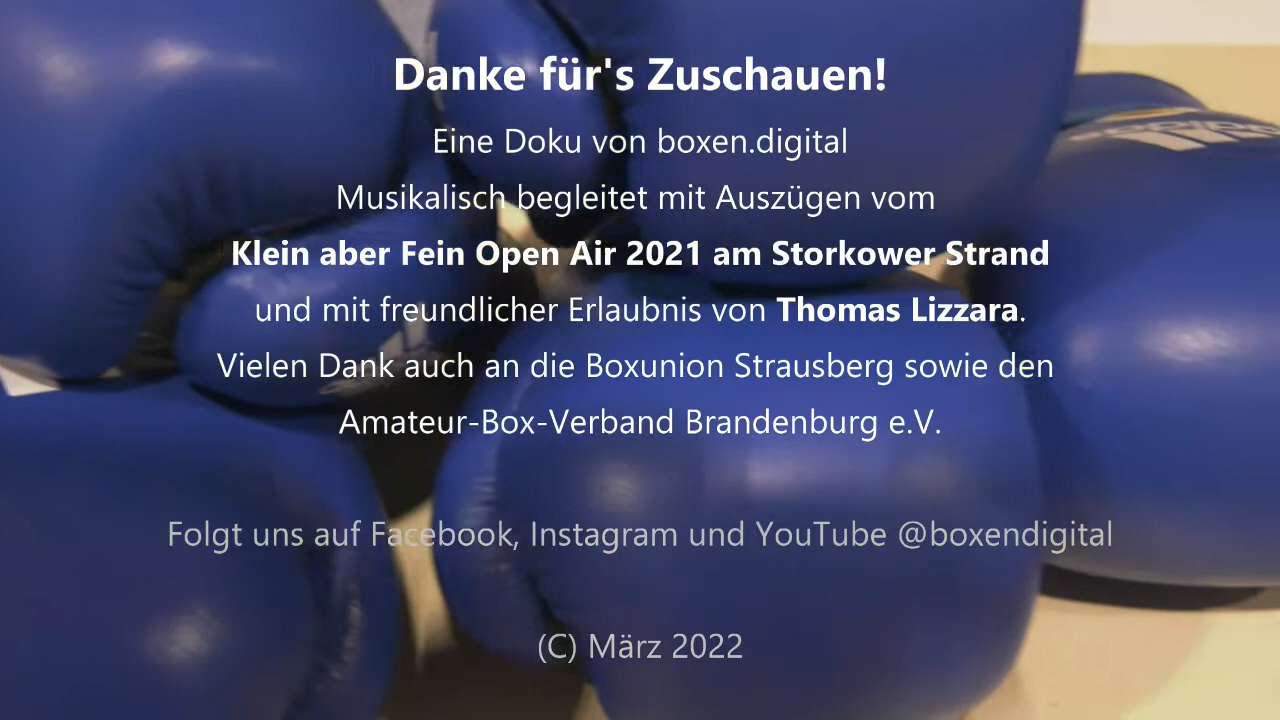 Danke für's Zuschauen!
Eine Doku von boxen.digital
Musikalisch begleitet mit Auszügen vom
Klein aber Fein Open Air 2021 am Storkower Strand
und mit freundlicher Erlaubnis von Thomas Lizzara.
Vielen Dank auch an die Boxunion Strausberg sowie den
Amateur-Box-Verband Brandenburg e.V.
Folgt uns auf Facebook, Instagram und YouTube @boxendigital
(C) März 2022